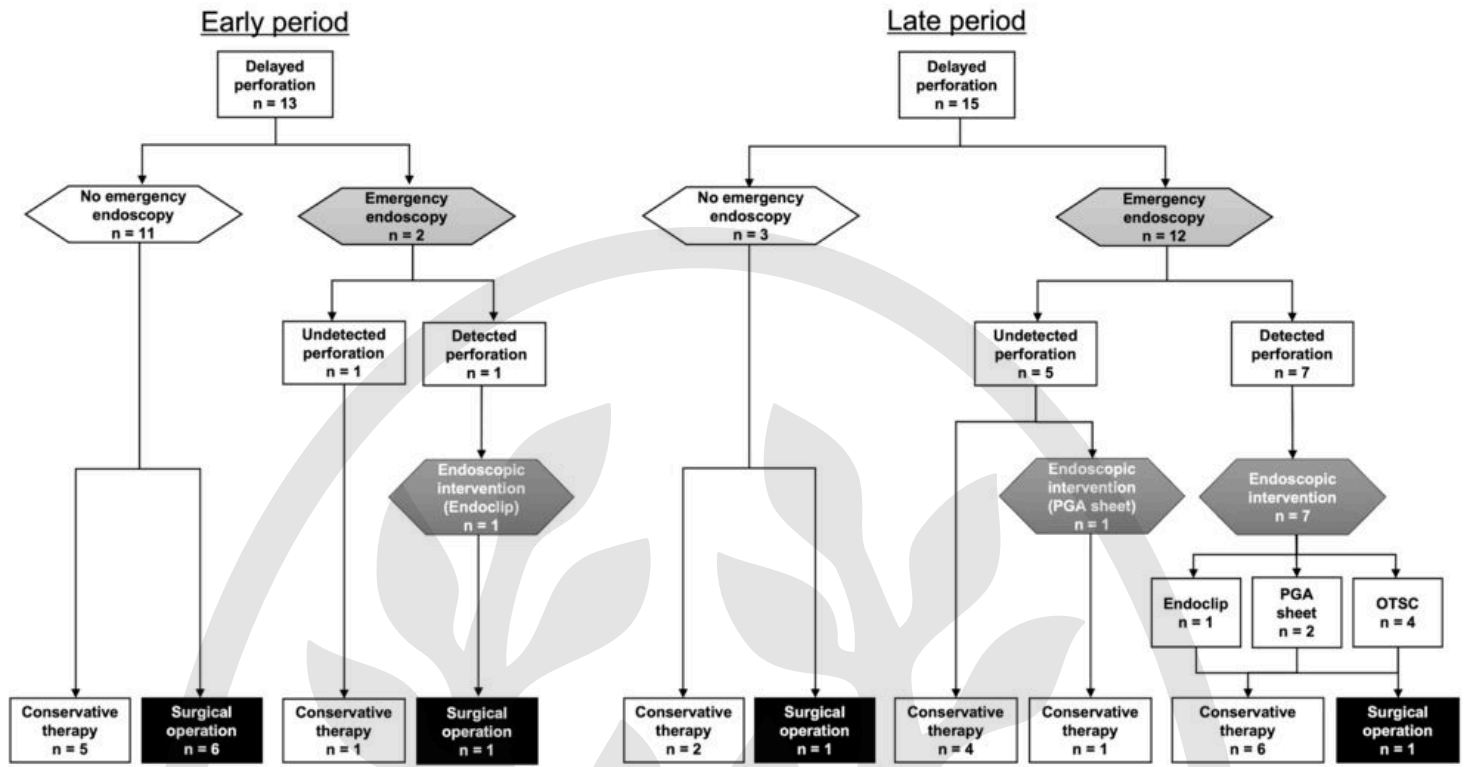 Early period
Delayed
perforation
n = 13
No emergency
endoscopy
n = 11
Emergency
endoscopy
n = 2
Undetected
perforation
n = 1
Detected
perforation
n = 1
Endoscopic
intervention
(Endoclip)
n = 1
Conservative
therapy
n = 5
Surgical
operation
n = 6
Conservative
therapy
n = 1
Surgical
operation
n = 1
Late period
Delayed
perforation
n = 15
No emergency
endoscopy
n = 3
Emergency
endoscopy
n = 12
Undetected
perforation
n = 5
Detected
perforation
n = 7
Endoscopic
intervention
(PGA sheet)
n = 1
Endoscopic
intervention
n = 7
Endoclip
n = 1
PGA
sheet
n = 2
OTSC
n = 4
Conservative
therapy
n = 2
Surgical
operation
n = 1
Conservative
therapy
n = 4
Conservative
therapy
n = 1
Conservative
therapy
n = 6
Surgical
operation
n = 1